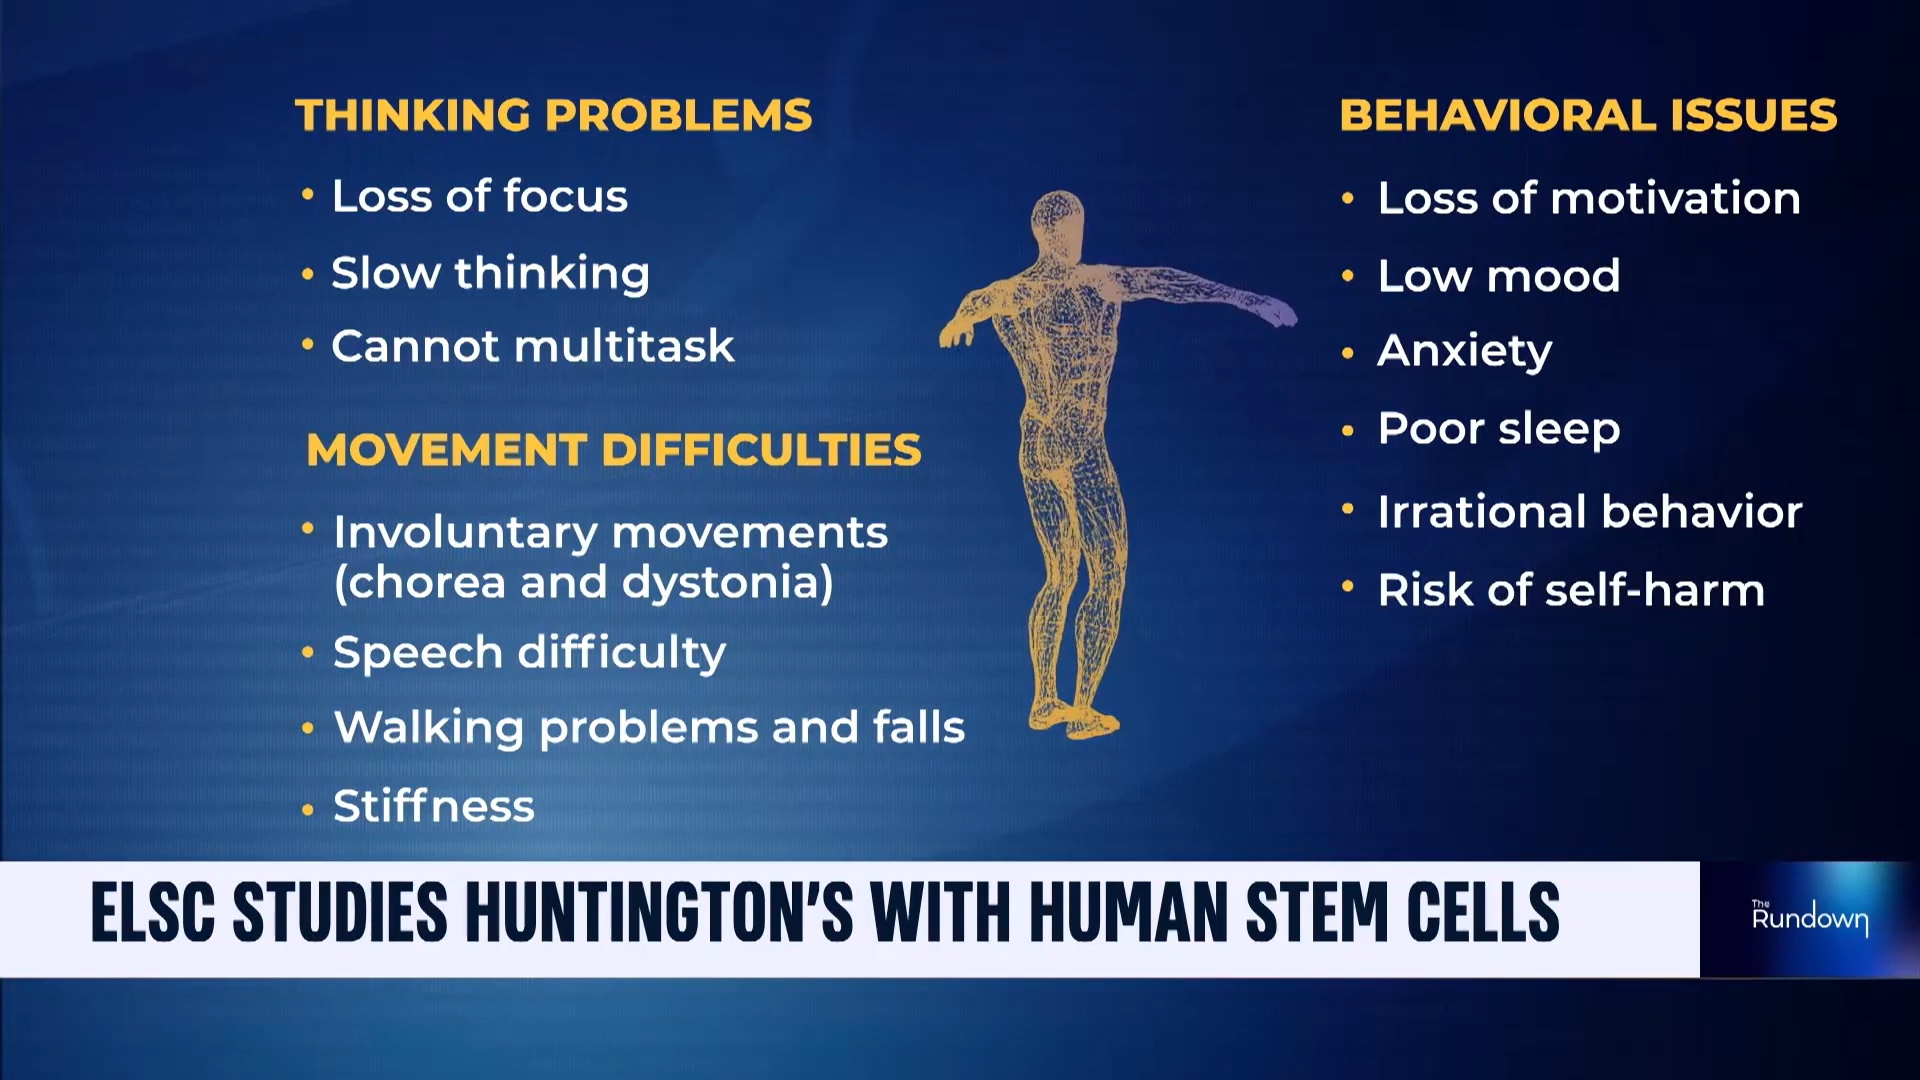 THINKING PROBLEMS
• Loss of focus
• Slow thinking
• Cannot multitask
MOVEMENT DIFFICULTIES
• Involuntary movements
(chorea and dystonia)
• Speech difficulty
• Walking problems and falls
• Stiffness
BEHAVIORAL ISSUES
• Loss of motivation
• Low mood
• Anxiety
• Poor sleep
• Irrational behavior
• Risk of self-harm
ELSC STUDIES HUNTINGTON'S WITH HUMAN STEM CELLS
The
Rundown